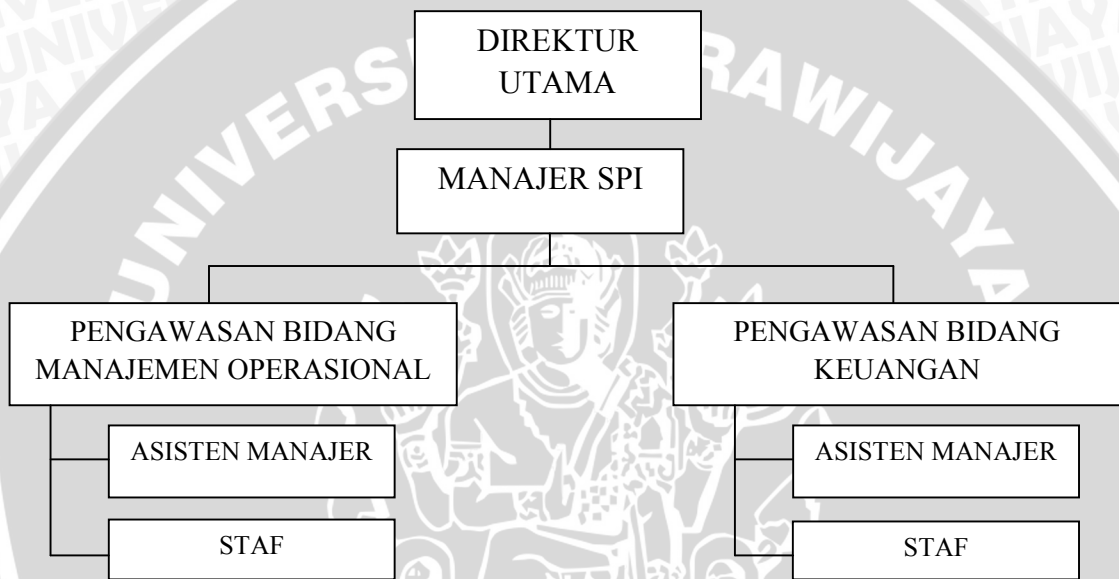 DIREKTUR
UTAMA
MANAJER SPI
PENGAWASAN BIDANG
MANAJEMEN OPERASIONAL
PENGAWASAN BIDANG
KEUANGAN
ASISTEN MANAJER
ASISTEN MANAJER
STAF
STAF